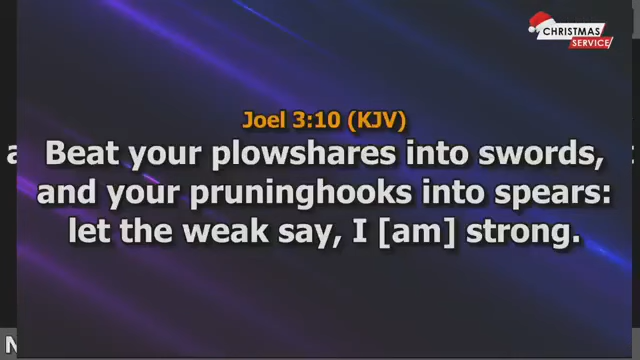 CHRISTMAS
SERVICE
Joel 3:10 (KJV)
Beat your plowshares into swords,
and your pruninghooks into spears:
let the weak say, I [am] strong.